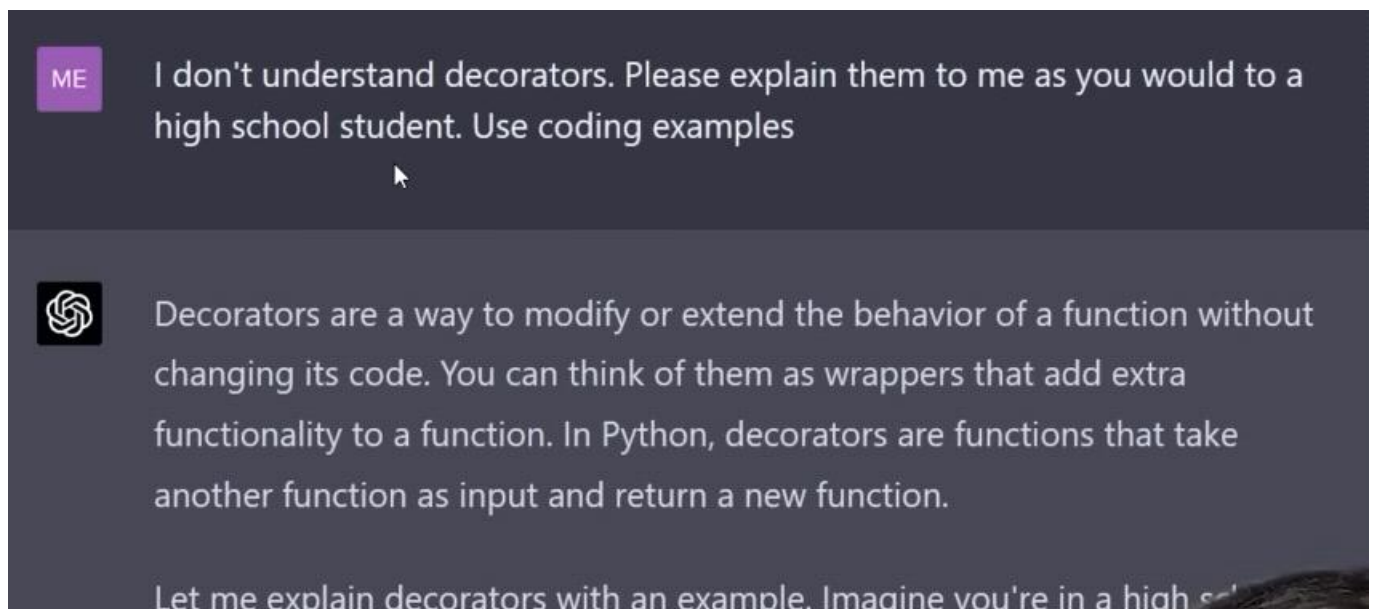 ME
I don't understand decorators. Please explain them to me as you would to a
high school student. Use coding examples
Decorators are a way to modify or extend the behavior of a function without
changing its code. You can think of them as wrappers that add extra
functionality to a function. In Python, decorators are functions that take
another function as input and return a new function.
Let me explain decorators with an example. Imagine you're in a high